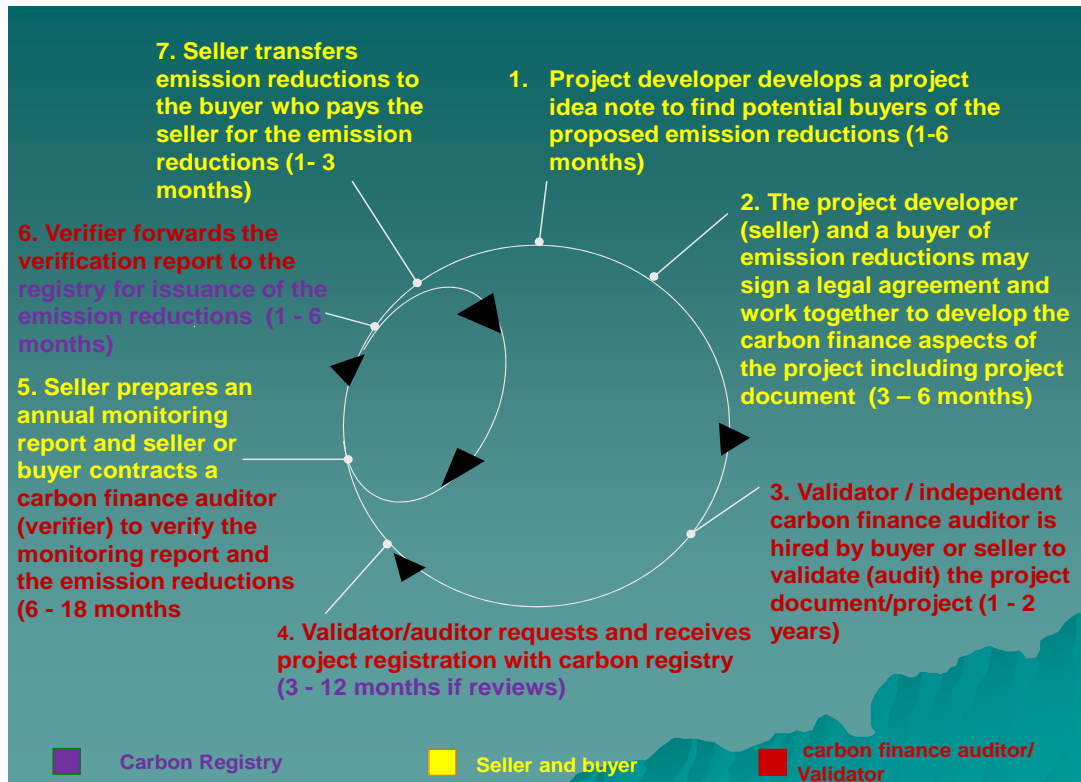 7. Seller transfers
emission reductions to
the buyer who pays the
seller for the emission
reductions (1- 3
months)
1. Project developer develops a project
idea note to find potential buyers of the
proposed emission reductions (1-6
months)
2. The project developer
(seller) and a buyer of
emission reductions may
sign a legal agreement and
work together to develop the
carbon finance aspects of
the project including project
document (3 – 6 months)
6. Verifier forwards the
verification report to the
registry for issuance of the
emission reductions (1 - 6
months)
5. Seller prepares an
annual monitoring
report and seller or
buyer contracts a
carbon finance auditor
(verifier) to verify the
monitoring report and
the emission reductions
(6 - 18 months
3. Validator / independent
carbon finance auditor is
hired by buyer or seller to
validate (audit) the project
document/project (1 - 2
years)
4. Validator/auditor requests and receives
project registration with carbon registry
(3 - 12 months if reviews)
Carbon Registry
Seller and buyer
carbon finance auditor/
Validator